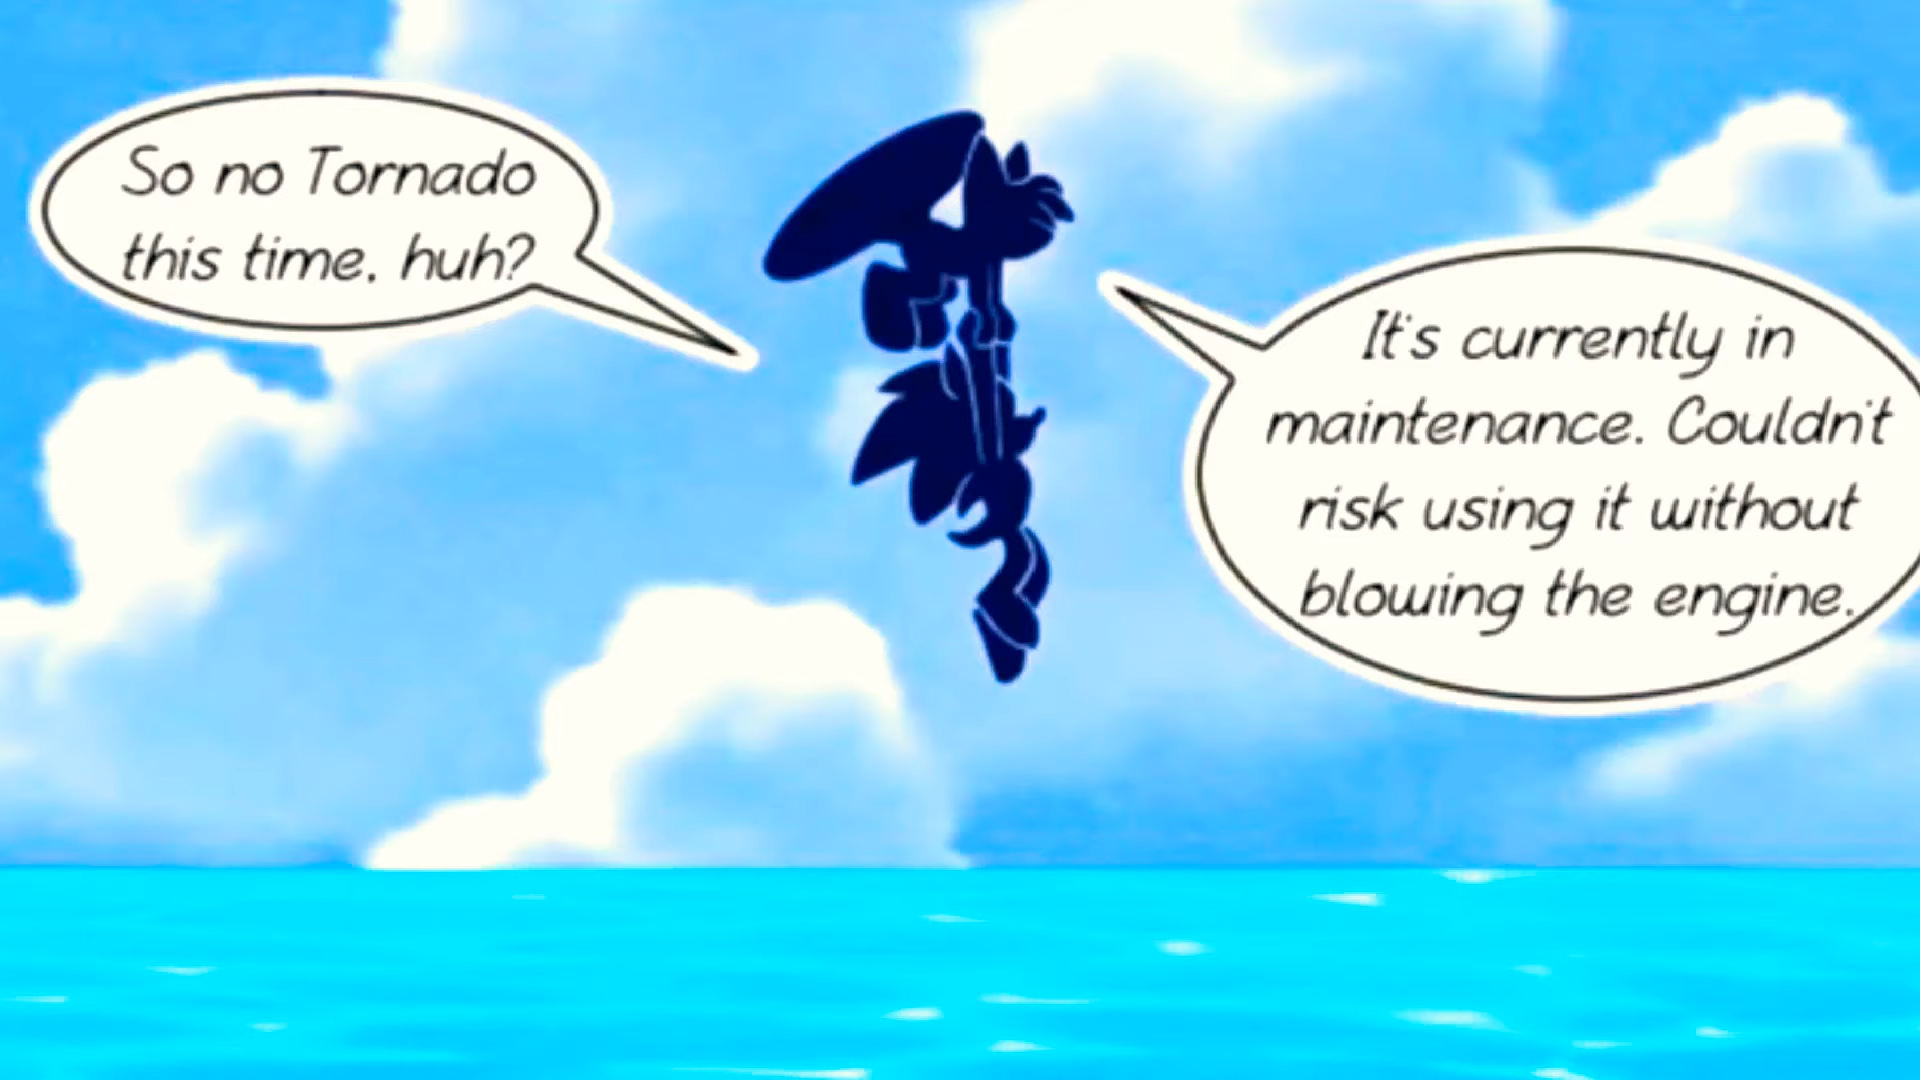 So no Tornado
this time, huh?
It's currently in
maintenance. Couldn't
risk using it without
blowing the engine.